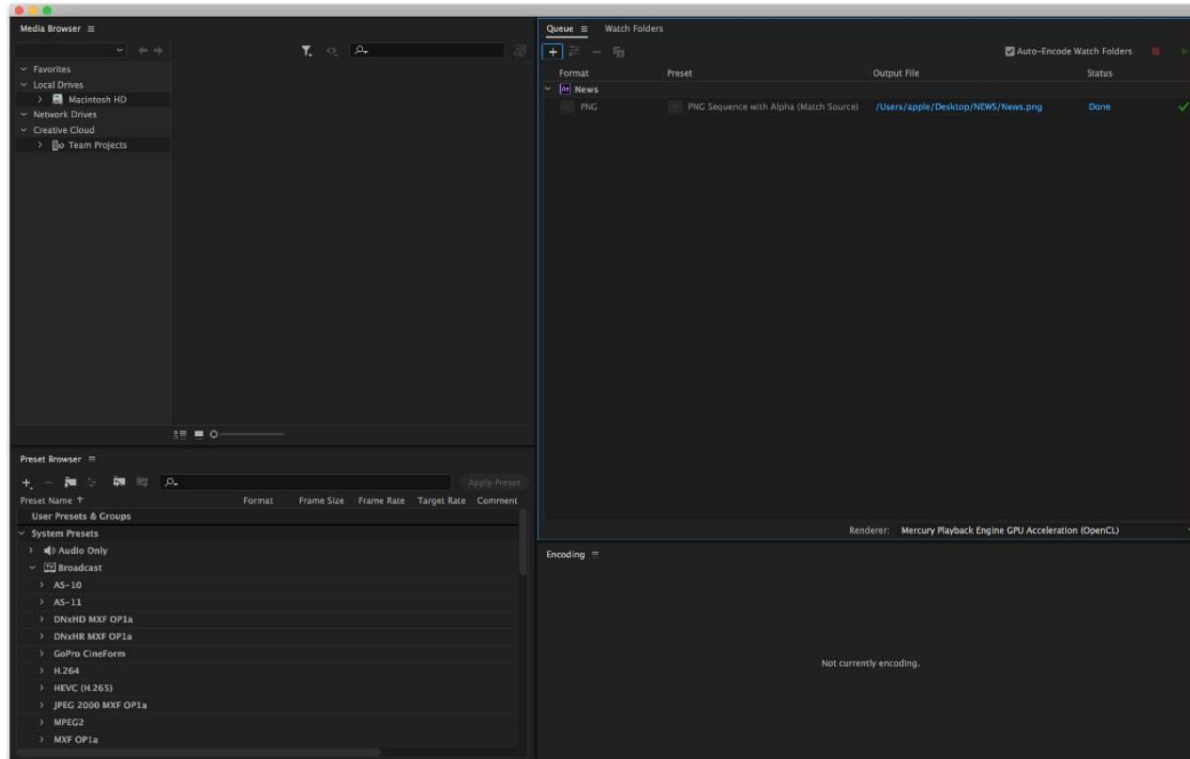 Media Browser
Favorites
Local Drives
Macintosh HD
Network Drives
Creative Cloud
Team Projects
Preset Browser
Apply Preset
Preset Name Format Frame Size Frame Rate Target Rate Comment
User Presets & Groups
System Presets
Audio Only
TV Broadcast
AS-10
AS-11
DNxHD MXF OP1a
DNxHR MXF OP1a
GoPro CineForm
H.264
HEVC (H.265)
JPEG 2000 MXF OP1a
MPEG2
MXF OP1a
Queue Watch Folders
Auto-Encode Watch Folders
Format Preset Output File Status
Ae News
PNG PNG Sequence with Alpha (Match Source) /Users/apple/Desktop/NEWS/News.png Done
Renderer: Mercury Playback Engine GPU Acceleration (OpenCL)
Encoding
Not currently encoding.